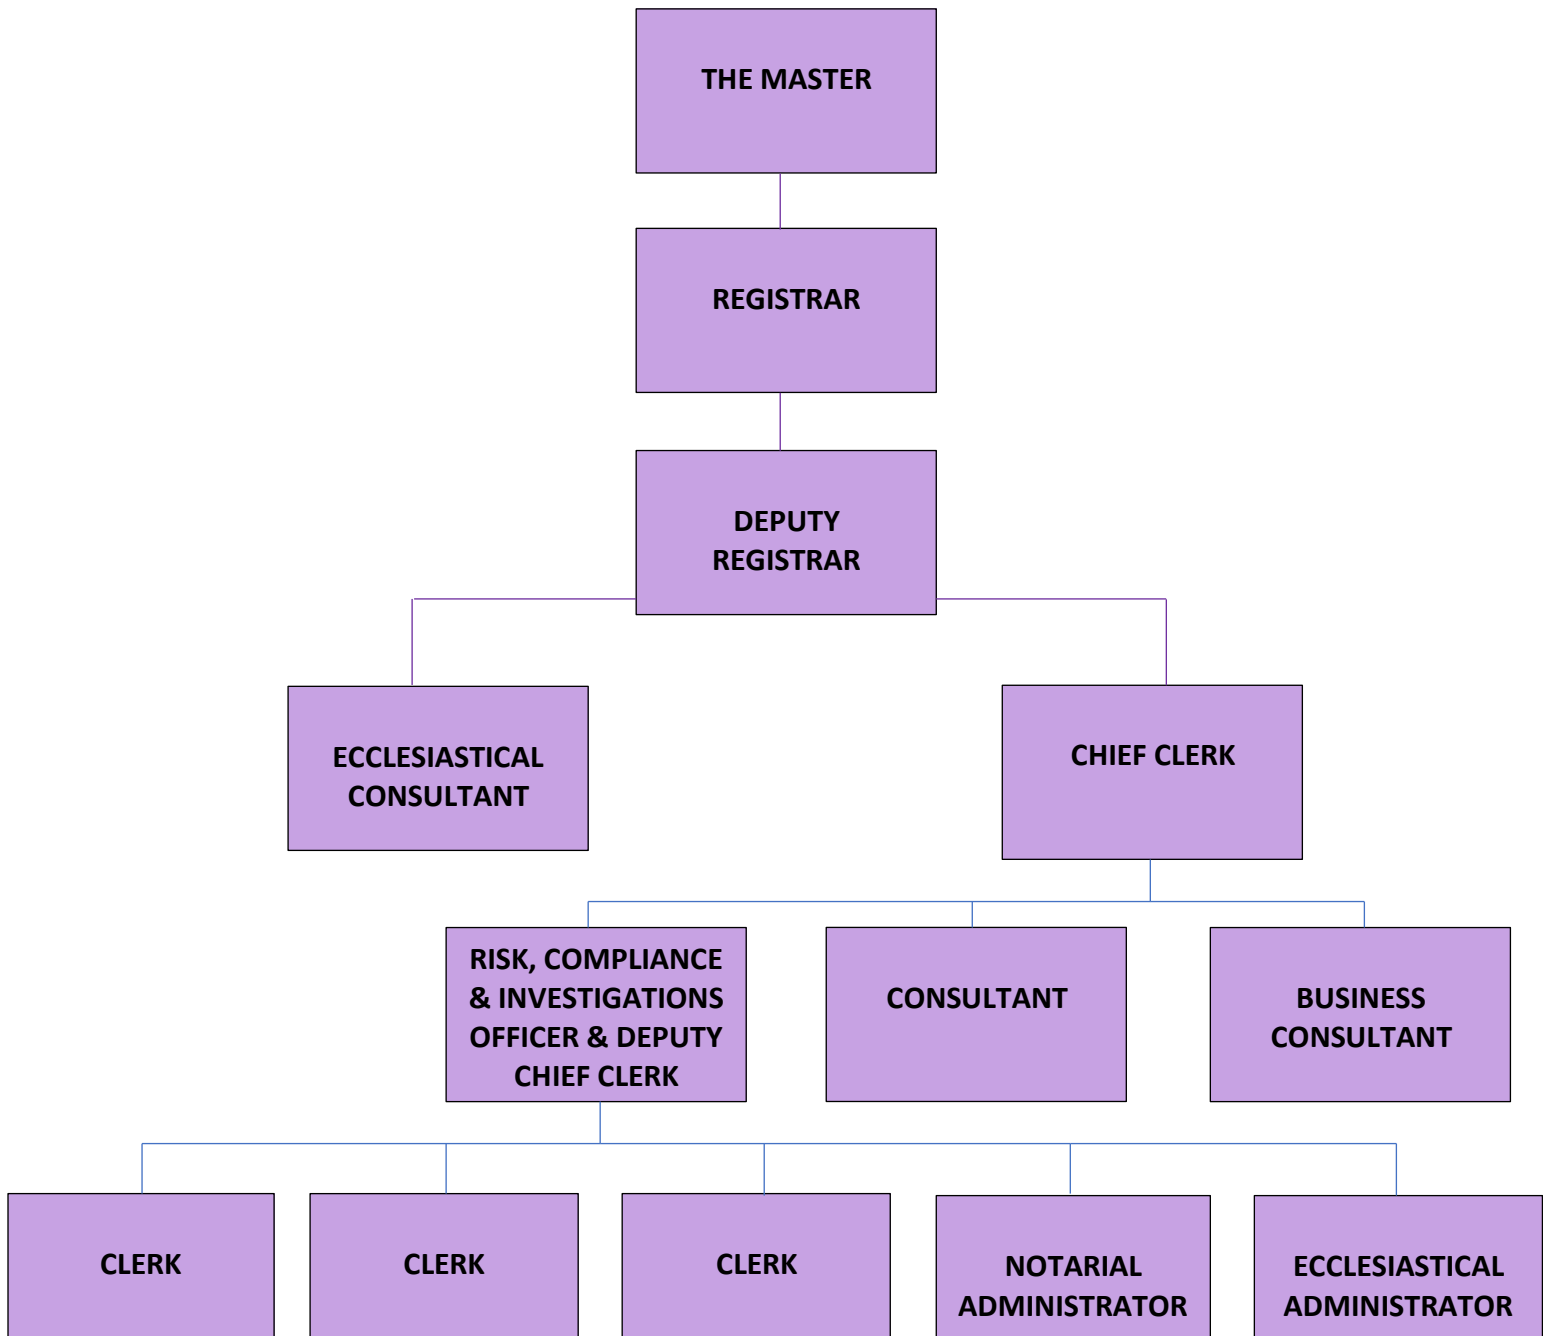 THE MASTER
REGISTRAR
DEPUTY
REGISTRAR
ECCLESIASTICAL
CONSULTANT
CHIEF CLERK
RISK, COMPLIANCE
& INVESTIGATIONS
OFFICER & DEPUTY
CHIEF CLERK
CONSULTANT
BUSINESS
CONSULTANT
CLERK
CLERK
CLERK
NOTARIAL
ADMINISTRATOR
ECCLESIASTICAL
ADMINISTRATOR